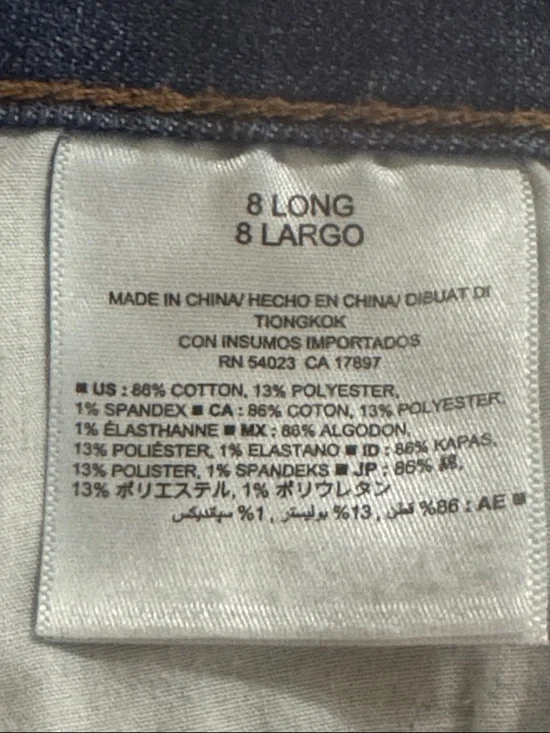 8 LONG
8 LARGO
MADE IN CHINA/ HECHO EN CHINA/ DIBUAT DI
TIONGKOK
CON INSUMOS IMPORTADOS
RN 54023 CA 17897
■ US : 86% COTTON, 13% POLYESTER,
1% SPANDEX ■ CA : 86% COTON, 13% POLYESTER,
1% ÉLASTHANNE ■ MX : 86% ALGODON,
13% POLIÉSTER, 1% ELASTANO ■ ID : 86% KAPAS,
13% POLISTER, 1% SPANDEKS ■ JP : 86% 綿,
13% ポリエステル, 1% ポリウレタン
■ AE : 86% قطن, 13% بوليستر, 1% سباندكس